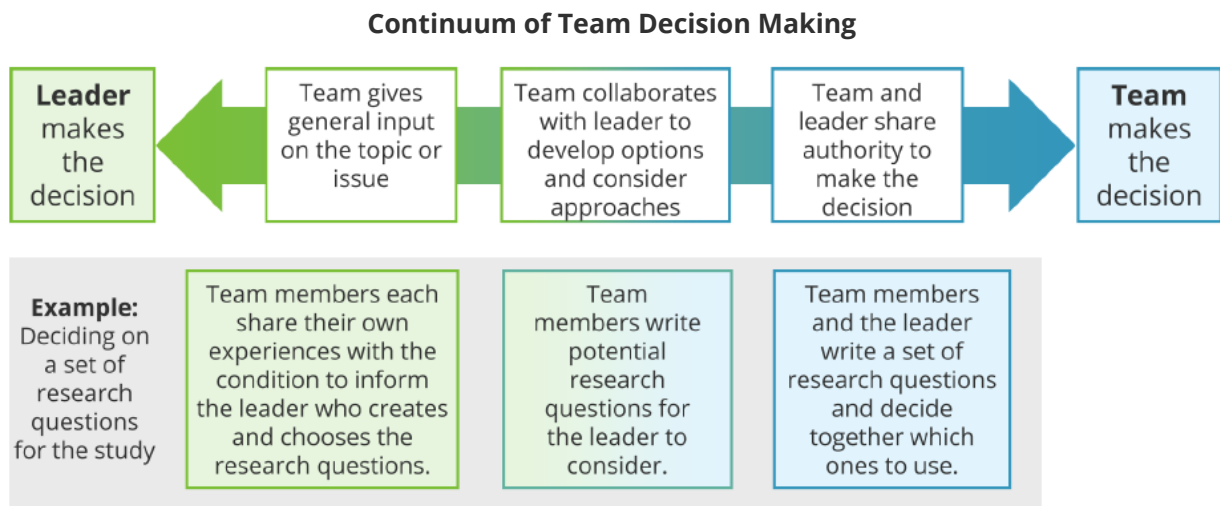 Continuum of Team Decision Making
Leader
makes
the
decision
Team gives
general input
on the topic or
issue
Team collaborates
with leader to
develop options
and consider
approaches
Team and
leader share
authority to
make the
decision
Team
makes
the
decision
Example:
Deciding on
a set of
research
questions
for the study
Team members each
share their own
experiences with the
condition to inform
the leader who creates
and chooses the
research questions.
Team
members write
potential
research
questions for
the leader to
consider.
Team members
and the leader
write a set of
research questions
and decide
together which
ones to use.